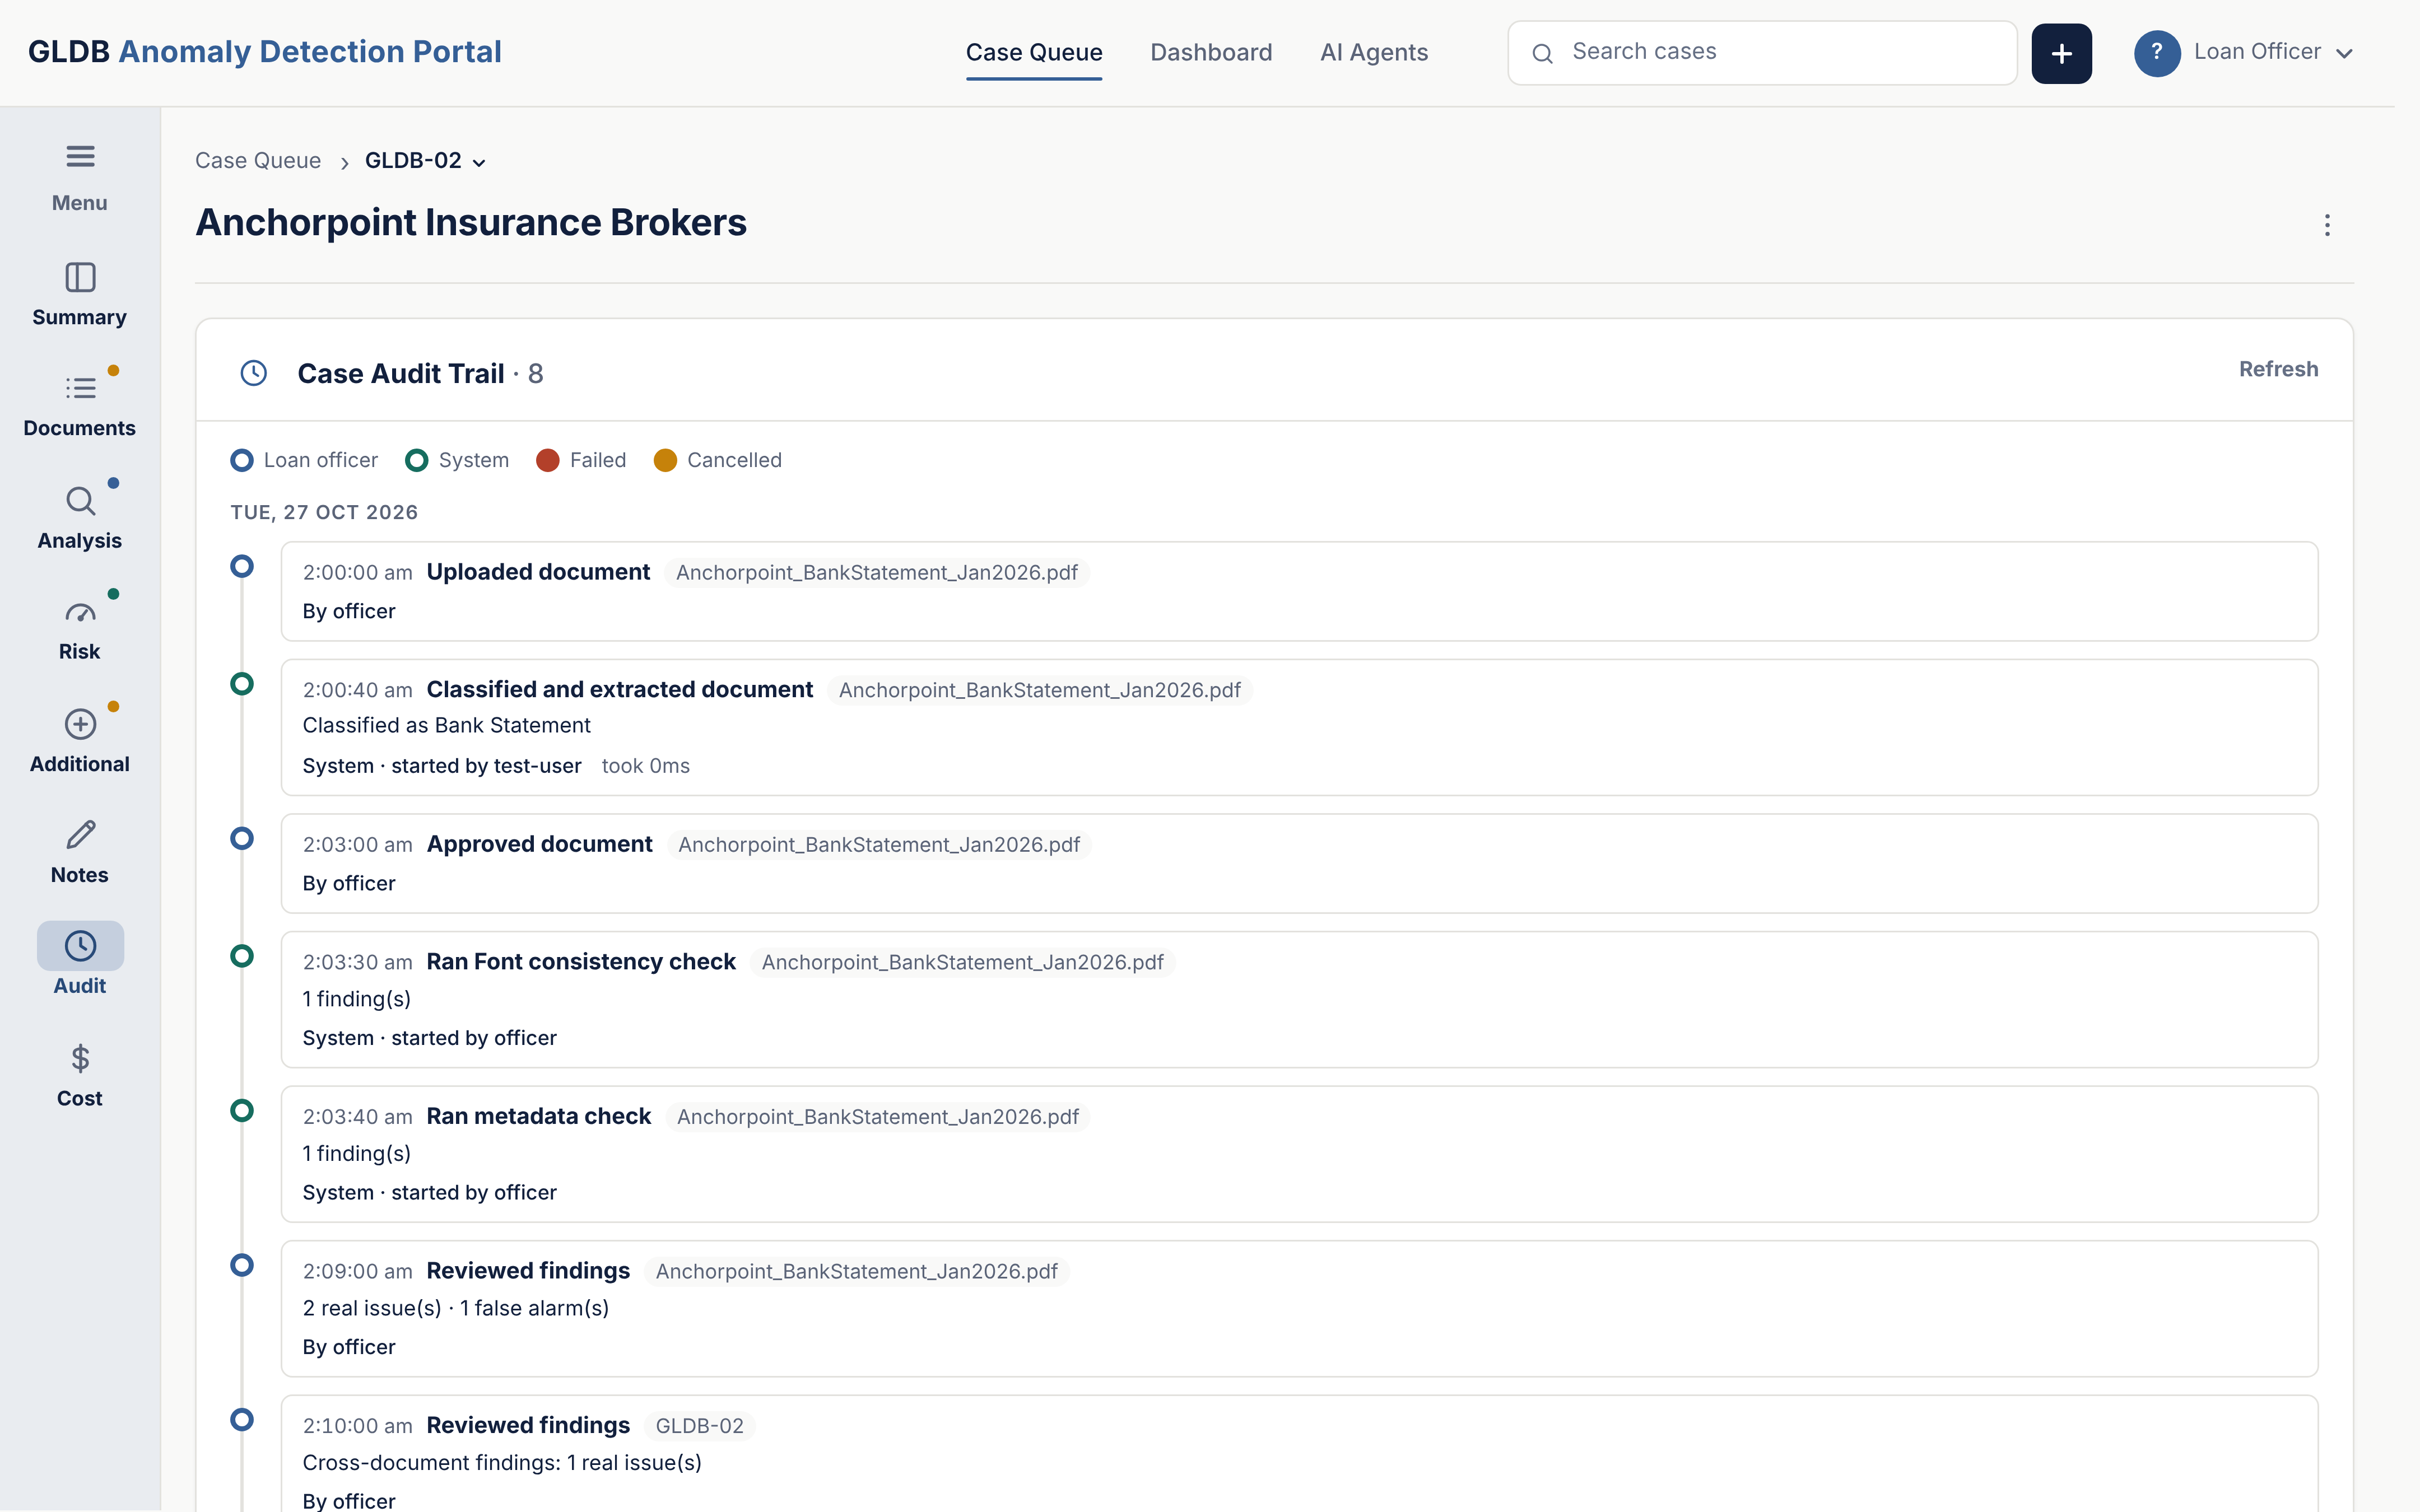 GLDB Anomaly Detection Portal
Case Queue
Dashboard
AI Agents
Search cases
+
?
Loan Officer
Menu
Summary
Documents
Analysis
Risk
Additional
Notes
Audit
$
Cost
Case Queue › GLDB-02
Anchorpoint Insurance Brokers
Case Audit Trail · 8
Refresh
Loan officer
System
Failed
Cancelled
TUE, 27 OCT 2026
2:00:00 am Uploaded document Anchorpoint_BankStatement_Jan2026.pdf
By officer
2:00:40 am Classified and extracted document Anchorpoint_BankStatement_Jan2026.pdf
Classified as Bank Statement
System · started by test-user took 0ms
2:03:00 am Approved document Anchorpoint_BankStatement_Jan2026.pdf
By officer
2:03:30 am Ran Font consistency check Anchorpoint_BankStatement_Jan2026.pdf
1 finding(s)
System · started by officer
2:03:40 am Ran metadata check Anchorpoint_BankStatement_Jan2026.pdf
1 finding(s)
System · started by officer
2:09:00 am Reviewed findings Anchorpoint_BankStatement_Jan2026.pdf
2 real issue(s) · 1 false alarm(s)
By officer
2:10:00 am Reviewed findings GLDB-02
Cross-document findings: 1 real issue(s)
By officer